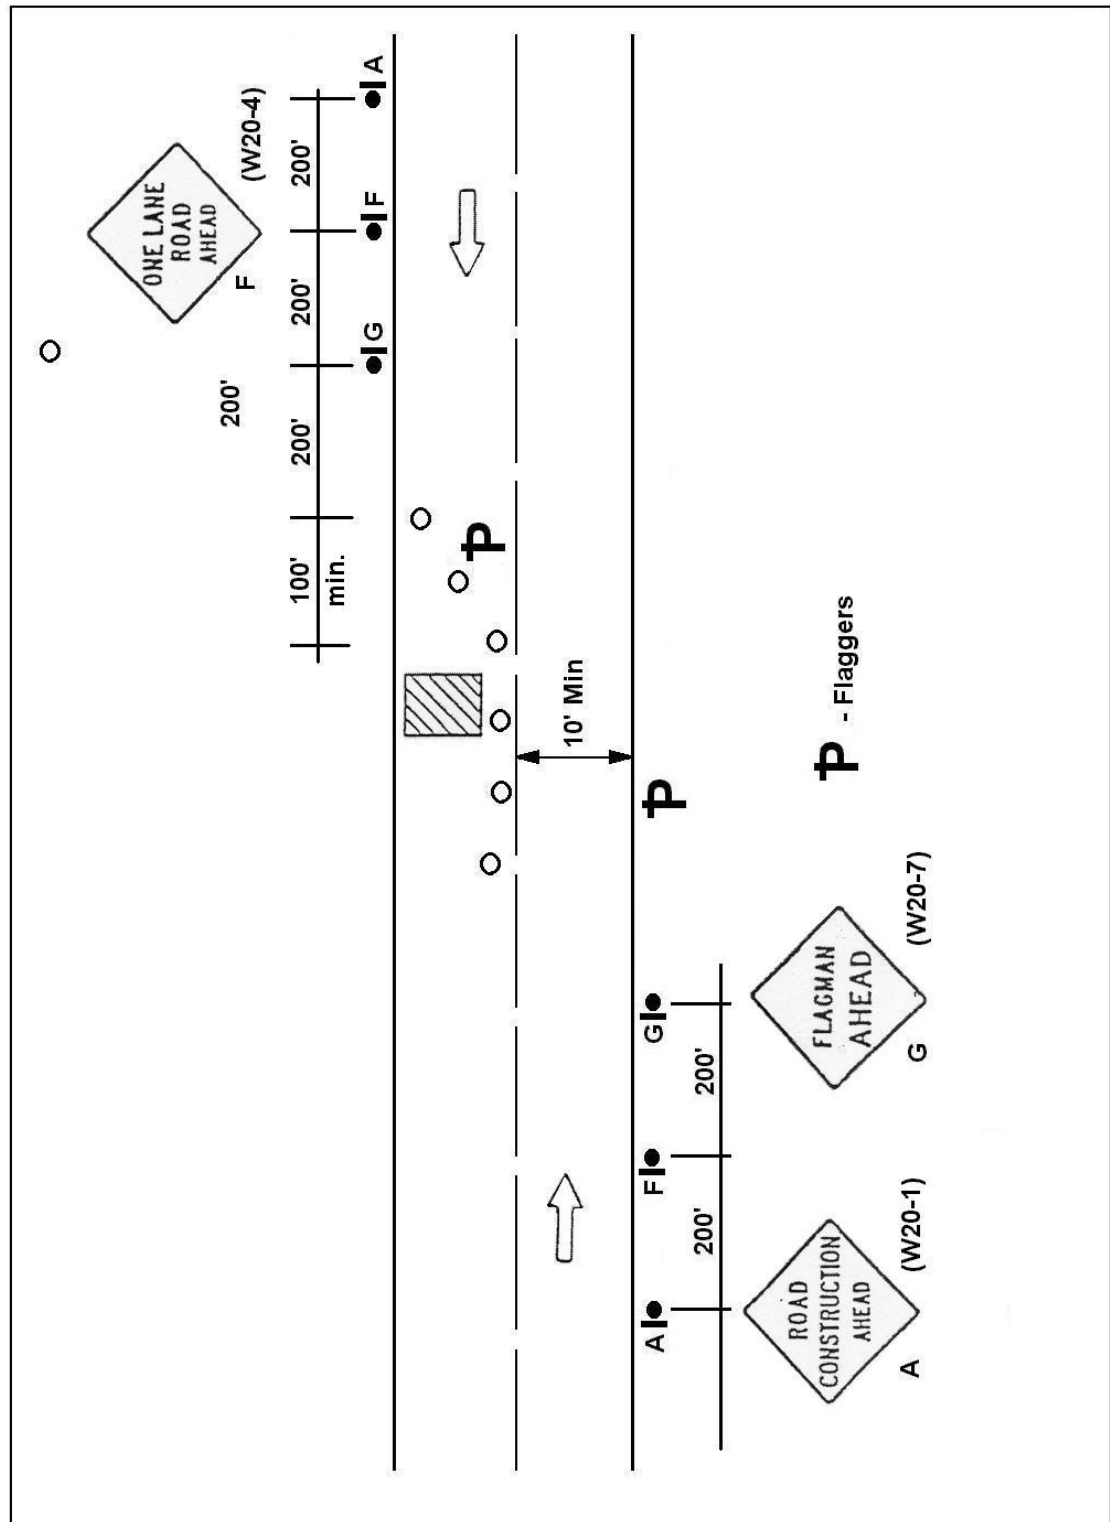 ONE LANE
ROAD
AHEAD
F
(W20-4)
200'
200'
200'
200'
100'
min.
G
F
A
10' Min
- Flaggers
A
F
G
200'
200'
ROAD
CONSTRUCTION
AHEAD
A
(W20-1)
FLAGMAN
AHEAD
G
(W20-7)